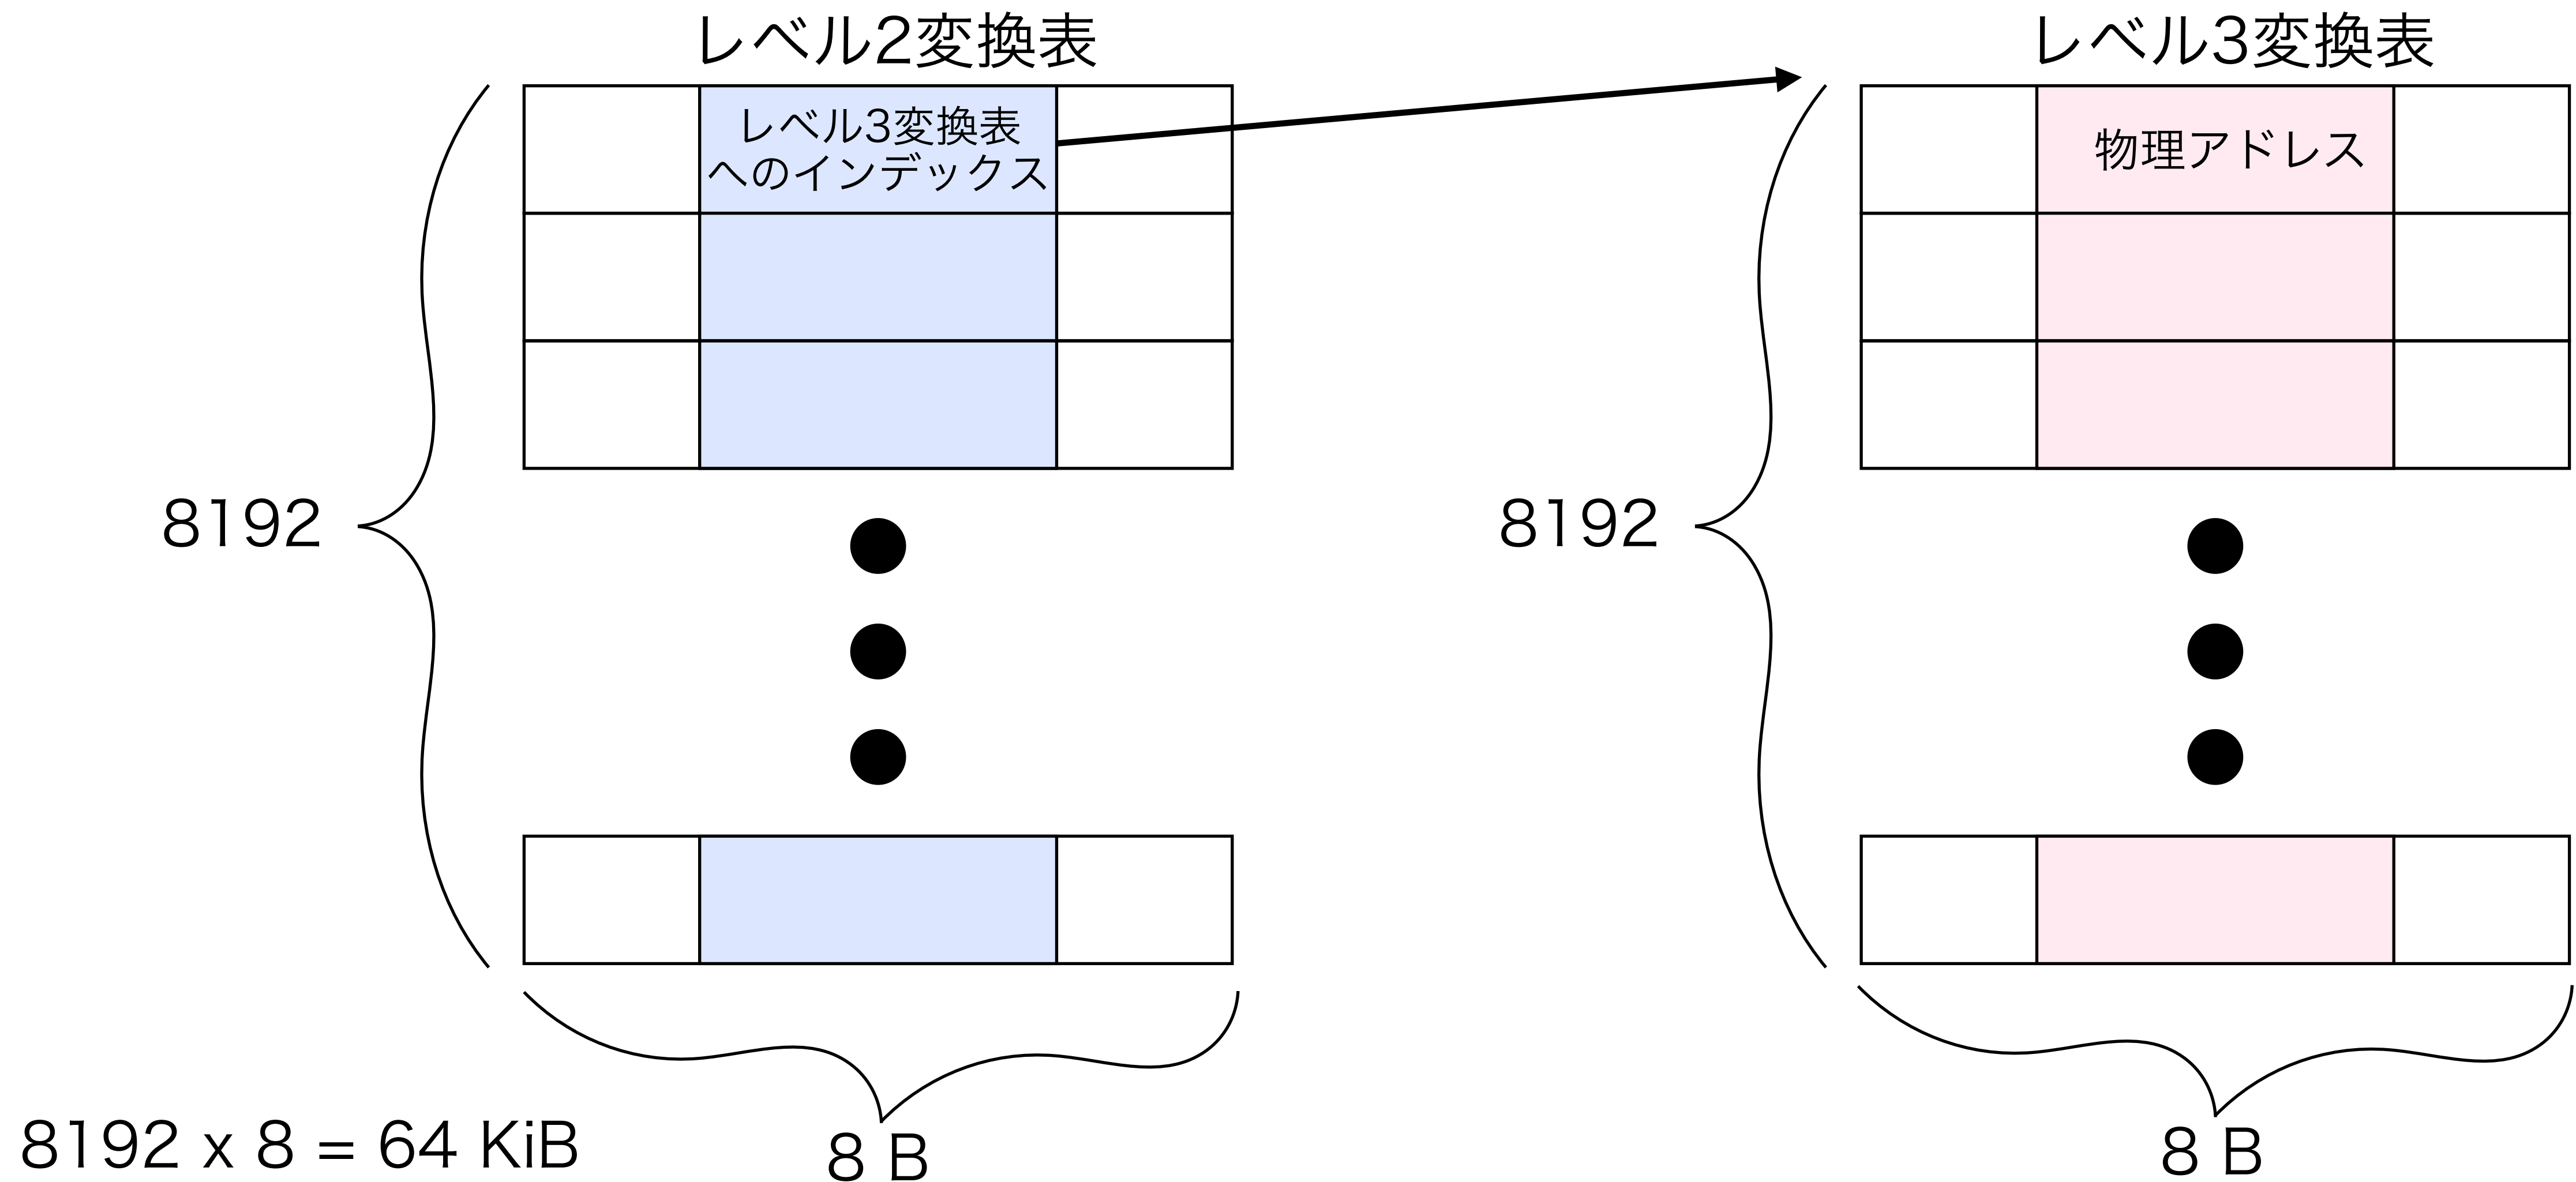 レベル2変換表
レベル3変換表
レベル3変換表
へのインデックス
物理アドレス
8192
8192
8192 x 8 = 64 KiB
8 B
8 B